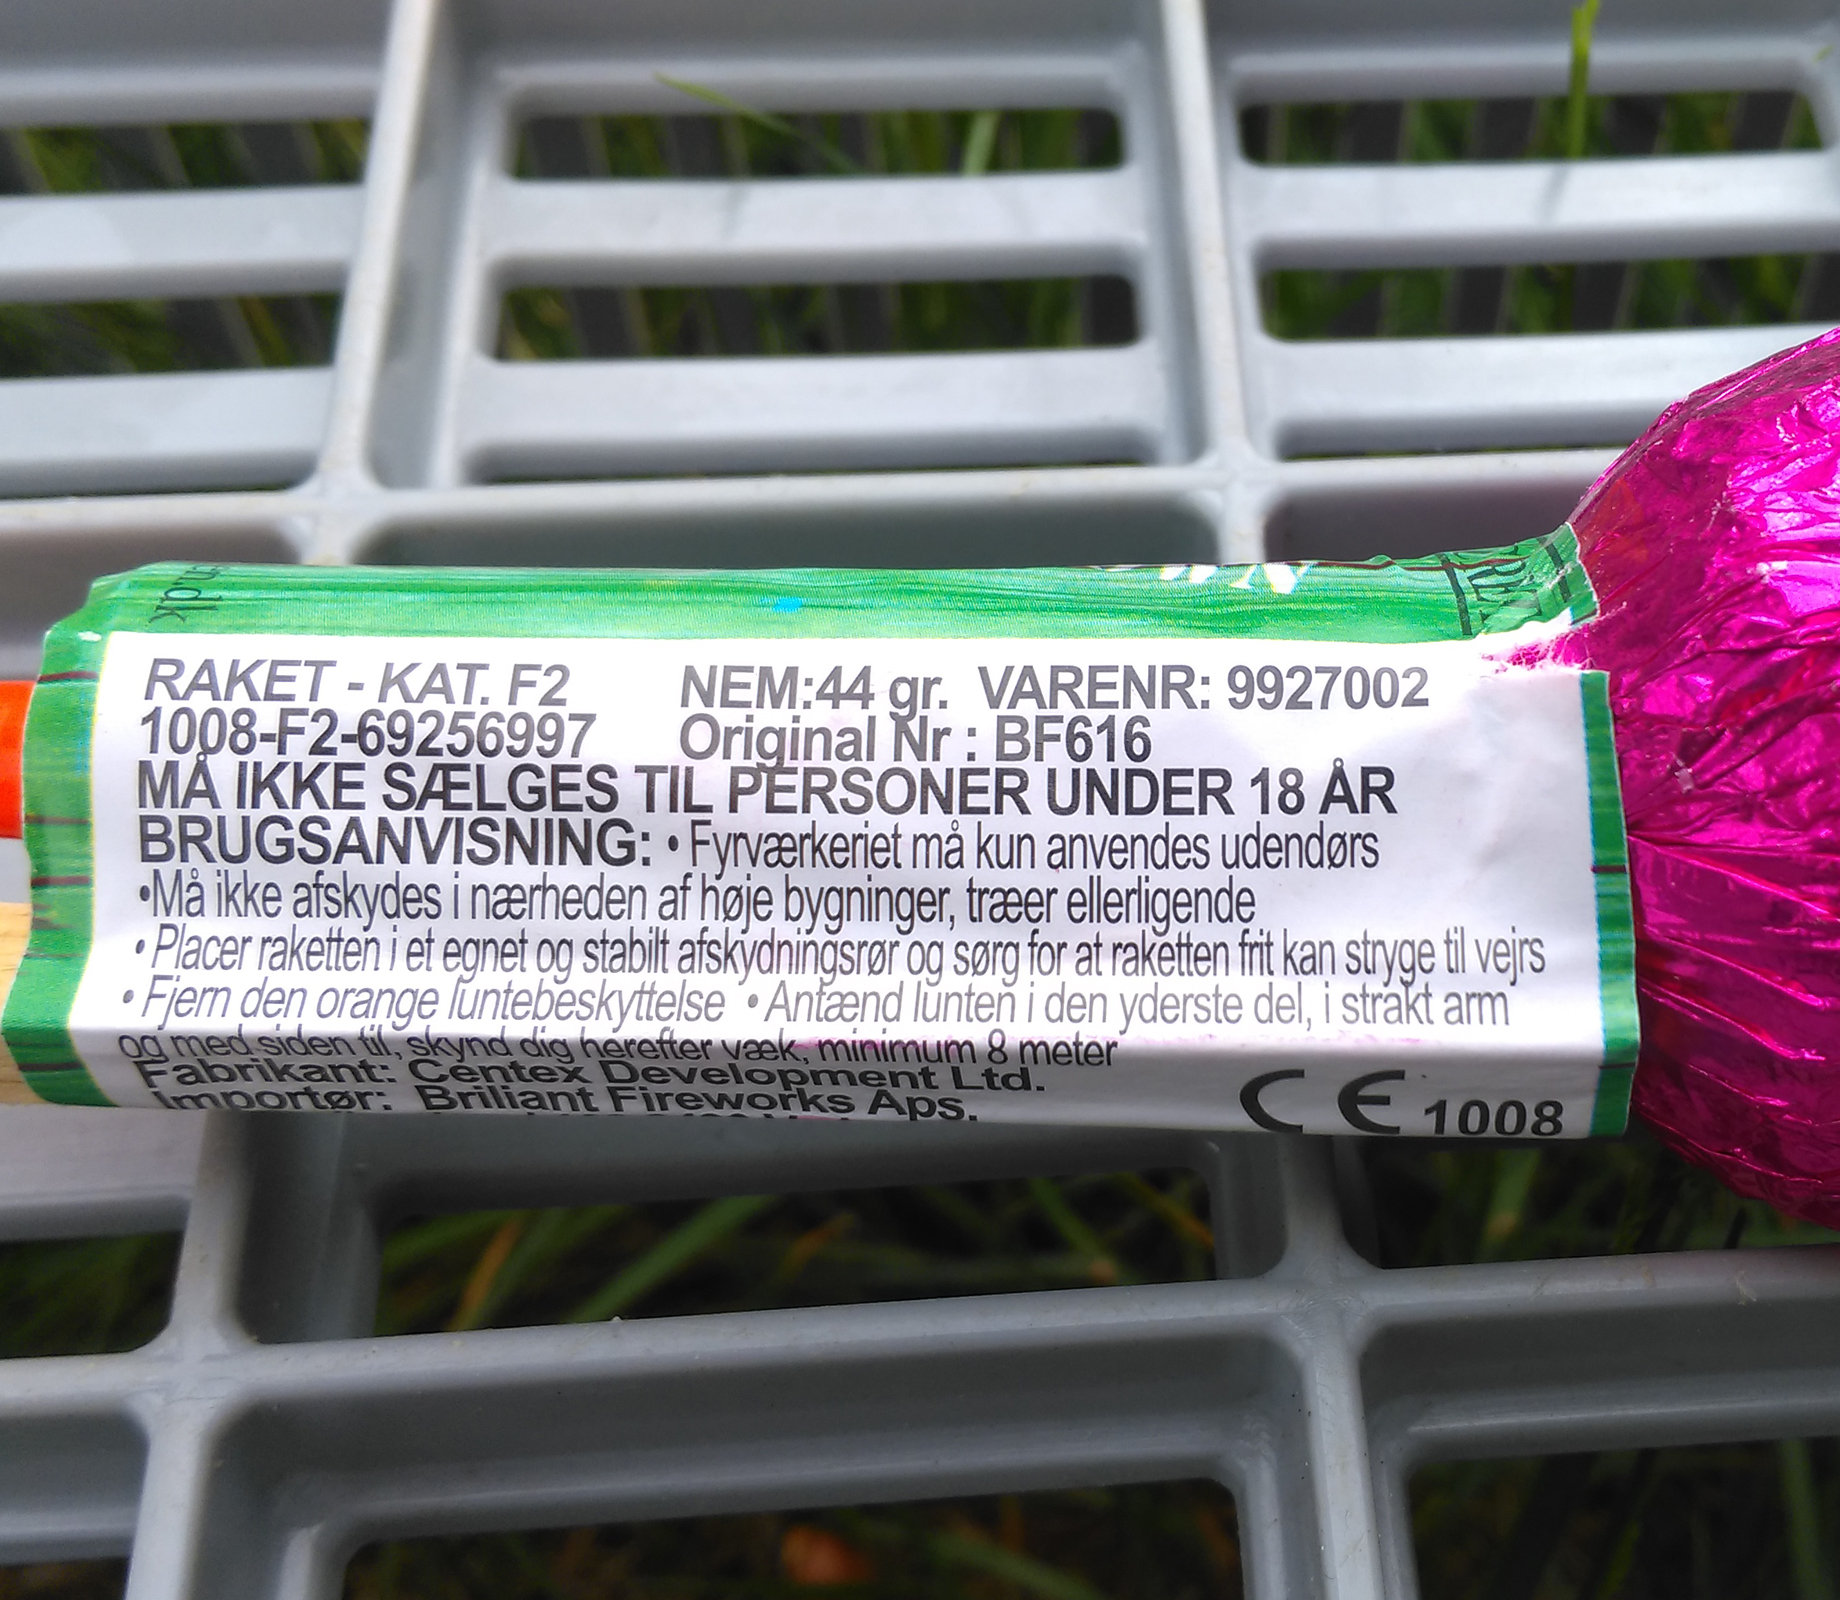 n.dk
RAKET - KAT. F2 NEM:44 gr. VARENR: 9927002
1008-F2-69256997 Original Nr : BF616
MÅ IKKE SÆLGES TIL PERSONER UNDER 18 ÅR
BRUGSANVISNING: • Fyrværkeriet må kun anvendes udendørs
•Må ikke afskydes i nærheden af høje bygninger, træer ellerligende
• Placer raketten i et egnet og stabilt afskydningsrør og sørg for at raketten frit kan stryge til vejrs
• Fjern den orange luntebeskyttelse • Antænd lunten i den yderste del, i strakt arm
og med siden til, skynd dig herefter væk, minimum 8 meter
Fabrikant: Centex Development Ltd.
Importør: Briliant Fireworks Aps.
CE 1008